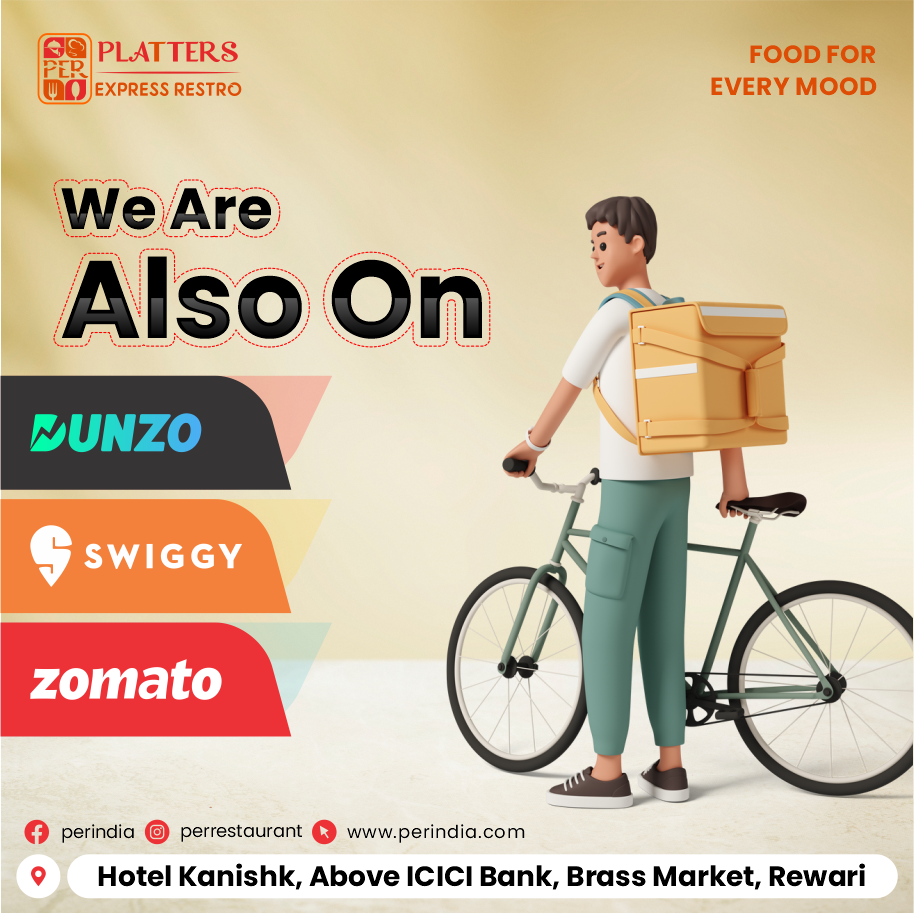 PER
PLATTERS
EXPRESS RESTRO
FOOD FOR
EVERY MOOD
We Are
Also On
DUNZO
SWIGGY
zomato
perindia perrestaurant www.perindia.com
Hotel Kanishk, Above ICICI Bank, Brass Market, Rewari